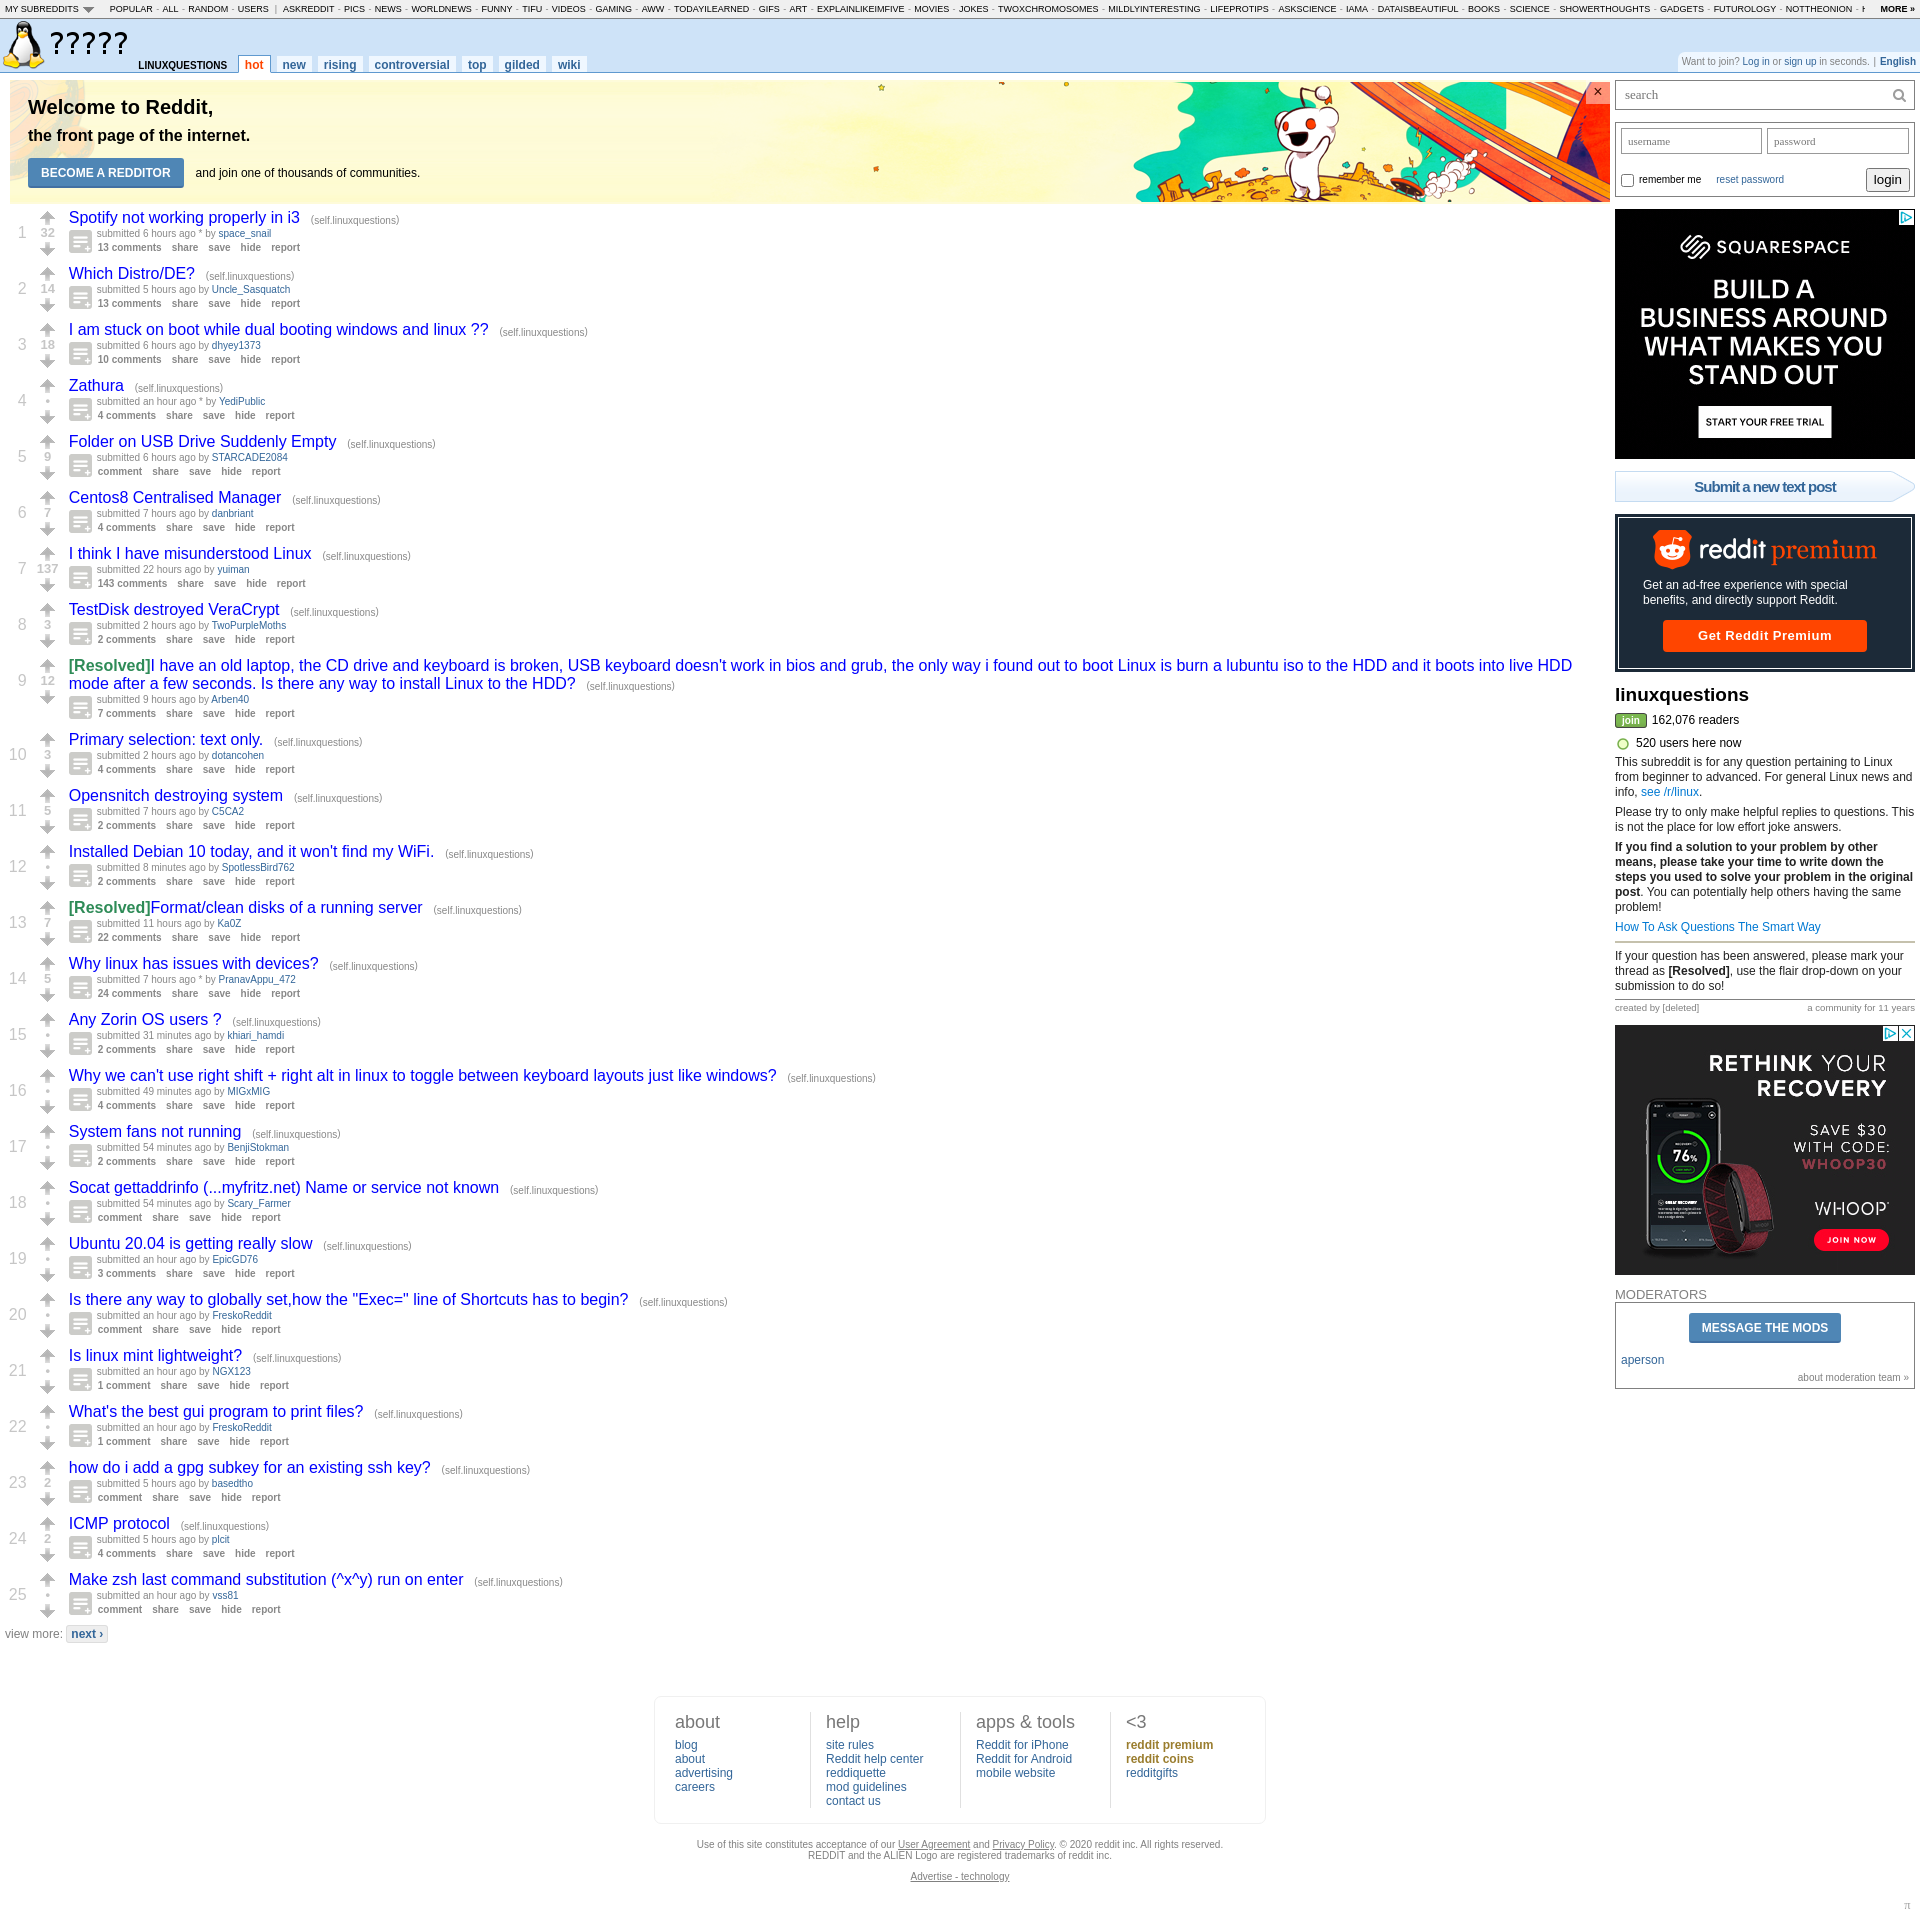 MY SUBREDDITS POPULAR - ALL - RANDOM - USERS | ASKREDDIT - PICS - NEWS - WORLDNEWS - FUNNY - TIFU - VIDEOS - GAMING - AWW - TODAYILEARNED - GIFS - ART - EXPLAINLIKEIMFIVE - MOVIES - JOKES - TWOXCHROMOSOMES - MILDLYINTERESTING - LIFEPROTIPS - ASKSCIENCE - IAMA - DATAISBEAUTIFUL - BOOKS - SCIENCE - SHOWERTHOUGHTS - GADGETS - FUTUROLOGY - NOTTHEONION - MORE »
?????
LINUXQUESTIONS hot new rising controversial top gilded wiki
Want to join? Log in or sign up in seconds. | English
Welcome to Reddit,
the front page of the internet.
BECOME A REDDITOR and join one of thousands of communities.
×
1
32
Spotify not working properly in i3 (self.linuxquestions)
submitted 6 hours ago * by space_snail
13 comments share save hide report
2
14
Which Distro/DE? (self.linuxquestions)
submitted 5 hours ago by Uncle_Sasquatch
13 comments share save hide report
3
18
I am stuck on boot while dual booting windows and linux ?? (self.linuxquestions)
submitted 6 hours ago by dhyey1373
10 comments share save hide report
4
•
Zathura (self.linuxquestions)
submitted an hour ago * by YediPublic
4 comments share save hide report
5
9
Folder on USB Drive Suddenly Empty (self.linuxquestions)
submitted 6 hours ago by STARCADE2084
comment share save hide report
6
7
Centos8 Centralised Manager (self.linuxquestions)
submitted 7 hours ago by danbriant
4 comments share save hide report
7
137
I think I have misunderstood Linux (self.linuxquestions)
submitted 22 hours ago by yuiman
143 comments share save hide report
8
3
TestDisk destroyed VeraCrypt (self.linuxquestions)
submitted 2 hours ago by TwoPurpleMoths
2 comments share save hide report
9
12
[Resolved]I have an old laptop, the CD drive and keyboard is broken, USB keyboard doesn't work in bios and grub, the only way i found out to boot Linux is burn a lubuntu iso to the HDD and it boots into live HDD
mode after a few seconds. Is there any way to install Linux to the HDD? (self.linuxquestions)
submitted 9 hours ago by Arben40
7 comments share save hide report
10
3
Primary selection: text only. (self.linuxquestions)
submitted 2 hours ago by dotancohen
4 comments share save hide report
11
5
Opensnitch destroying system (self.linuxquestions)
submitted 7 hours ago by C5CA2
2 comments share save hide report
12
•
Installed Debian 10 today, and it won't find my WiFi. (self.linuxquestions)
submitted 8 minutes ago by SpotlessBird762
2 comments share save hide report
13
7
[Resolved]Format/clean disks of a running server (self.linuxquestions)
submitted 11 hours ago by Ka0Z
22 comments share save hide report
14
5
Why linux has issues with devices? (self.linuxquestions)
submitted 7 hours ago * by PranavAppu_472
24 comments share save hide report
15
•
Any Zorin OS users ? (self.linuxquestions)
submitted 31 minutes ago by khiari_hamdi
2 comments share save hide report
16
•
Why we can't use right shift + right alt in linux to toggle between keyboard layouts just like windows? (self.linuxquestions)
submitted 49 minutes ago by MIGxMIG
4 comments share save hide report
17
•
System fans not running (self.linuxquestions)
submitted 54 minutes ago by BenjiStokman
2 comments share save hide report
18
•
Socat gettaddrinfo (...myfritz.net) Name or service not known (self.linuxquestions)
submitted 54 minutes ago by Scary_Farmer
comment share save hide report
19
•
Ubuntu 20.04 is getting really slow (self.linuxquestions)
submitted an hour ago by EpicGD76
3 comments share save hide report
20
•
Is there any way to globally set,how the "Exec=" line of Shortcuts has to begin? (self.linuxquestions)
submitted an hour ago by FreskoReddit
comment share save hide report
21
•
Is linux mint lightweight? (self.linuxquestions)
submitted an hour ago by NGX123
1 comment share save hide report
22
•
What's the best gui program to print files? (self.linuxquestions)
submitted an hour ago by FreskoReddit
1 comment share save hide report
23
2
how do i add a gpg subkey for an existing ssh key? (self.linuxquestions)
submitted 5 hours ago by basedtho
comment share save hide report
24
2
ICMP protocol (self.linuxquestions)
submitted 5 hours ago by plcit
4 comments share save hide report
25
•
Make zsh last command substitution (^x^y) run on enter (self.linuxquestions)
submitted an hour ago by vss81
comment share save hide report
view more: next ›
search
username password
remember me reset password login
SQUARESPACE
BUILD A
BUSINESS AROUND
WHAT MAKES YOU
STAND OUT
START YOUR FREE TRIAL
Submit a new text post
reddit premium
Get an ad-free experience with special
benefits, and directly support Reddit.
Get Reddit Premium
linuxquestions
join 162,076 readers
520 users here now
This subreddit is for any question pertaining to Linux
from beginner to advanced. For general Linux news and
info, see /r/linux.
Please try to only make helpful replies to questions. This
is not the place for low effort joke answers.
If you find a solution to your problem by other
means, please take your time to write down the
steps you used to solve your problem in the original
post. You can potentially help others having the same
problem!
How To Ask Questions The Smart Way
If your question has been answered, please mark your
thread as [Resolved], use the flair drop-down on your
submission to do so!
created by [deleted] a community for 11 years
RETHINK YOUR
RECOVERY
SAVE $30
WITH CODE:
WHOOP30
76%
WHOOP
JOIN NOW
MODERATORS
MESSAGE THE MODS
aperson
about moderation team »
about
blog
about
advertising
careers
help
site rules
Reddit help center
reddiquette
mod guidelines
contact us
apps & tools
Reddit for iPhone
Reddit for Android
mobile website
<3
reddit premium
reddit coins
redditgifts
Use of this site constitutes acceptance of our User Agreement and Privacy Policy. © 2020 reddit inc. All rights reserved.
REDDIT and the ALIEN Logo are registered trademarks of reddit inc.
Advertise - technology
π